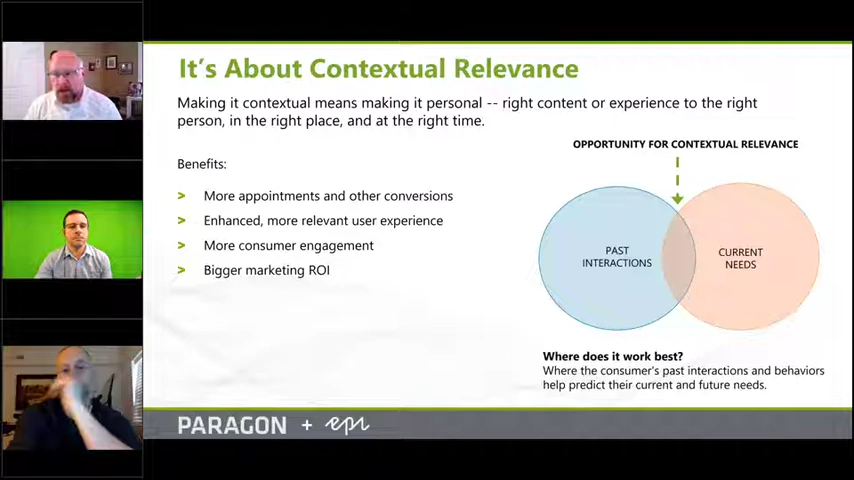 It's About Contextual Relevance
Making it contextual means making it personal -- right content or experience to the right
person, in the right place, and at the right time.
OPPORTUNITY FOR CONTEXTUAL RELEVANCE
Benefits:
> More appointments and other conversions
> Enhanced, more relevant user experience
> More consumer engagement
> Bigger marketing ROI
PAST
INTERACTIONS
CURRENT
NEEDS
Where does it work best?
Where the consumer's past interactions and behaviors
help predict their current and future needs.
PARAGON + epi